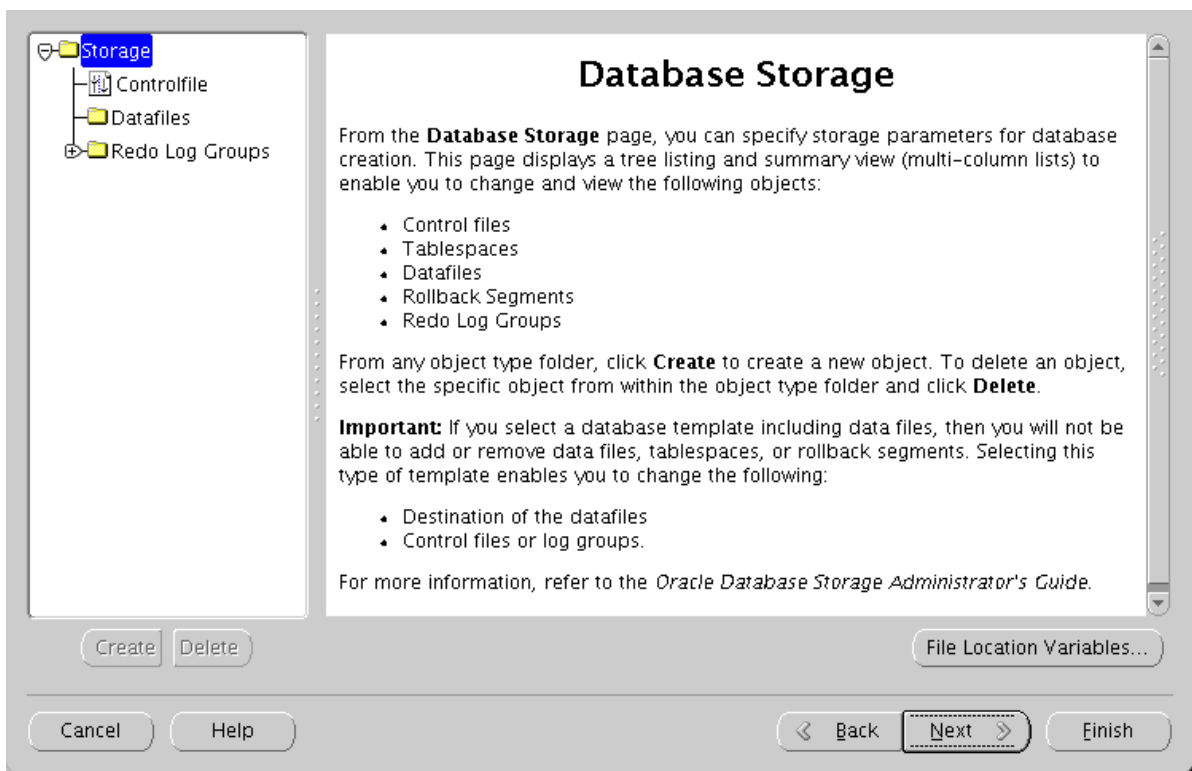 Storage
Controlfile
Datafiles
Redo Log Groups
Database Storage
From the Database Storage page, you can specify storage parameters for database
creation. This page displays a tree listing and summary view (multi-column lists) to
enable you to change and view the following objects:
• Control files
• Tablespaces
• Datafiles
• Rollback Segments
• Redo Log Groups
From any object type folder, click Create to create a new object. To delete an object,
select the specific object from within the object type folder and click Delete.
Important: If you select a database template including data files, then you will not be
able to add or remove data files, tablespaces, or rollback segments. Selecting this
type of template enables you to change the following:
• Destination of the datafiles
• Control files or log groups.
For more information, refer to the Oracle Database Storage Administrator's Guide.
Create Delete
File Location Variables...
Cancel Help Back Next Finish